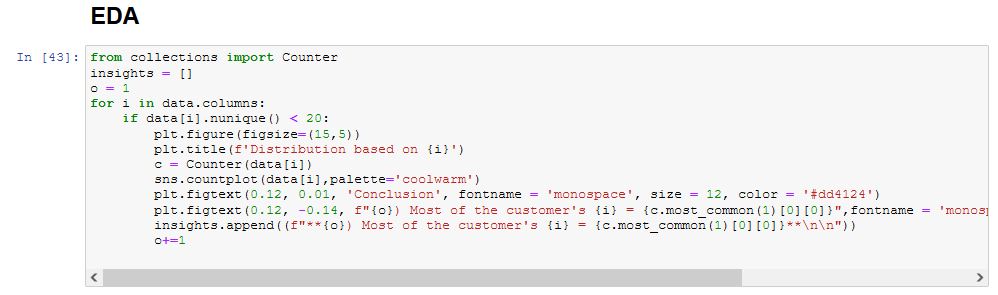 EDA
In [43]: from collections import Counter
insights = []
o = 1
for i in data.columns:
    if data[i].nunique() < 20:
        plt.figure(figsize=(15,5))
        plt.title(f'Distribution based on {i}')
        c = Counter(data[i])
        sns.countplot(data[i],palette='coolwarm')
        plt.figtext(0.12, 0.01, 'Conclusion', fontname = 'monospace', size = 12, color = '#dd4124')
        plt.figtext(0.12, -0.14, f"{o}) Most of the customer's {i} = {c.most_common(1)[0][0]}",fontname = 'monos
        insights.append((f"**{o}) Most of the customer's {i} = {c.most_common(1)[0][0]}**\n\n"))
        o+=1